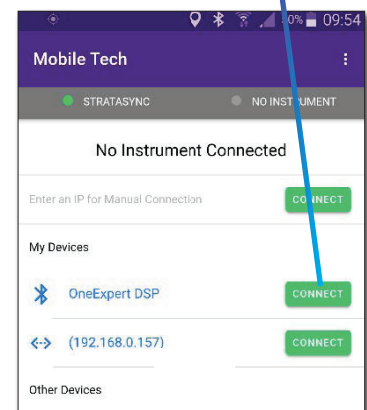 09:54
Mobile Tech
STRATASYNC NO INSTRUMENT
No Instrument Connected
Enter an IP for Manual Connection CONNECT
My Devices
OneExpert DSP CONNECT
(192.168.0.157) CONNECT
Other Devices